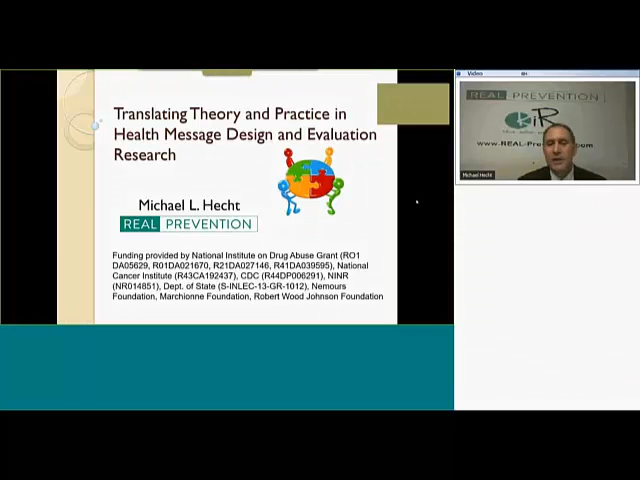 Translating Theory and Practice in
Health Message Design and Evaluation
Research
Michael L. Hecht
REAL PREVENTION
Funding provided by National Institute on Drug Abuse Grant (RO1
DA05629, R01DA021670, R21DA027146, R41DA039595), National
Cancer Institute (R43CA192437), CDC (R44DP006291), NINR
(NR014851), Dept. of State (S-INLEC-13-GR-1012), Nemours
Foundation, Marchionne Foundation, Robert Wood Johnson Foundation
Video
REAL PREVENTION
kiR
www.REAL-Pre
.com
Michael Hecht